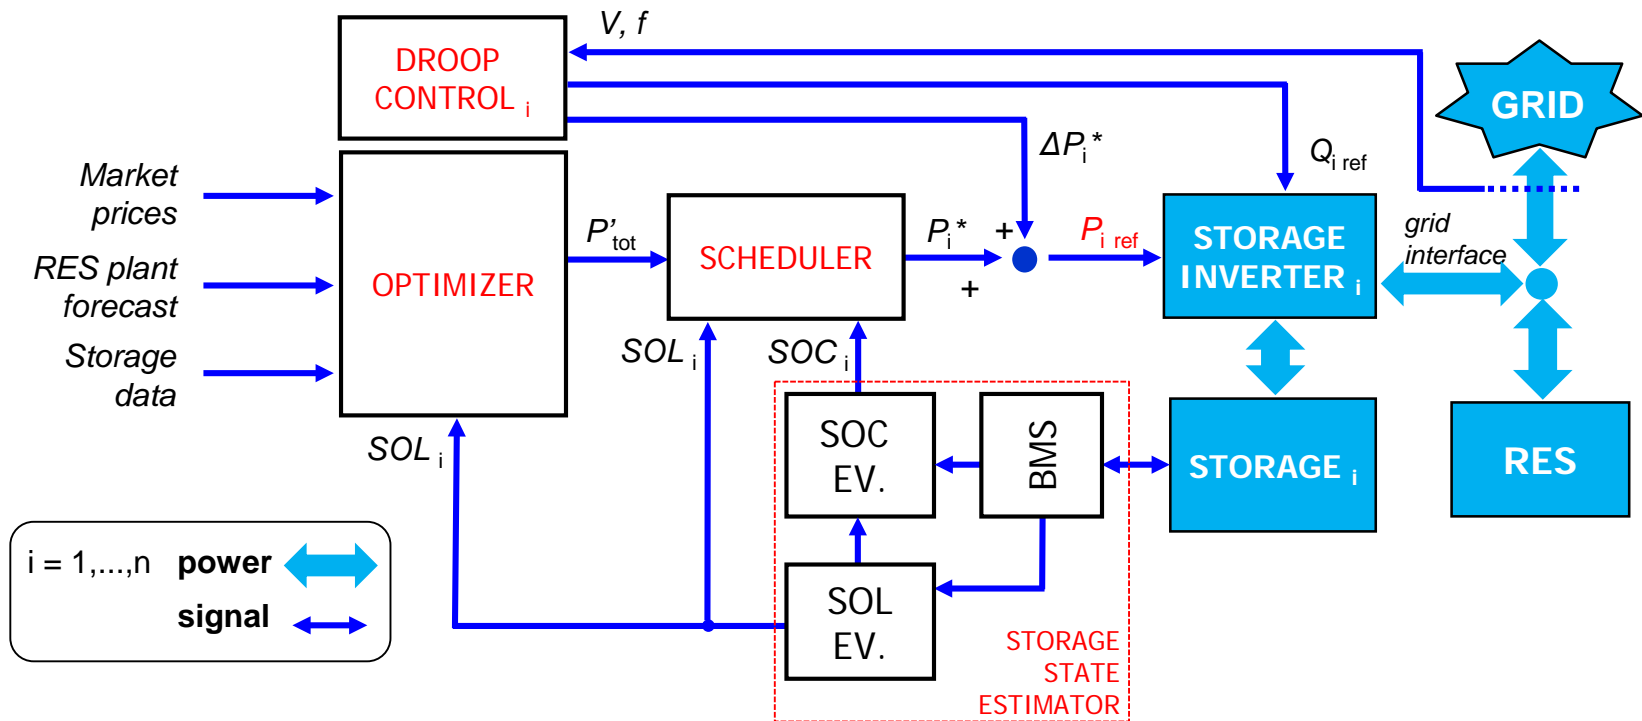 V, f
DROOP
CONTROL i
GRID
Market
prices
RES plant
forecast
Storage
data
OPTIMIZER
P'tot
SCHEDULER
Pi*
+
+
ΔPi*
Pi ref
Qi ref
STORAGE
INVERTER i
grid
interface
SOL i
SOL i
SOC i
SOC
EV.
BMS
STORAGE i
RES
SOL
EV.
STORAGE
STATE
ESTIMATOR
i = 1,...,n power
signal